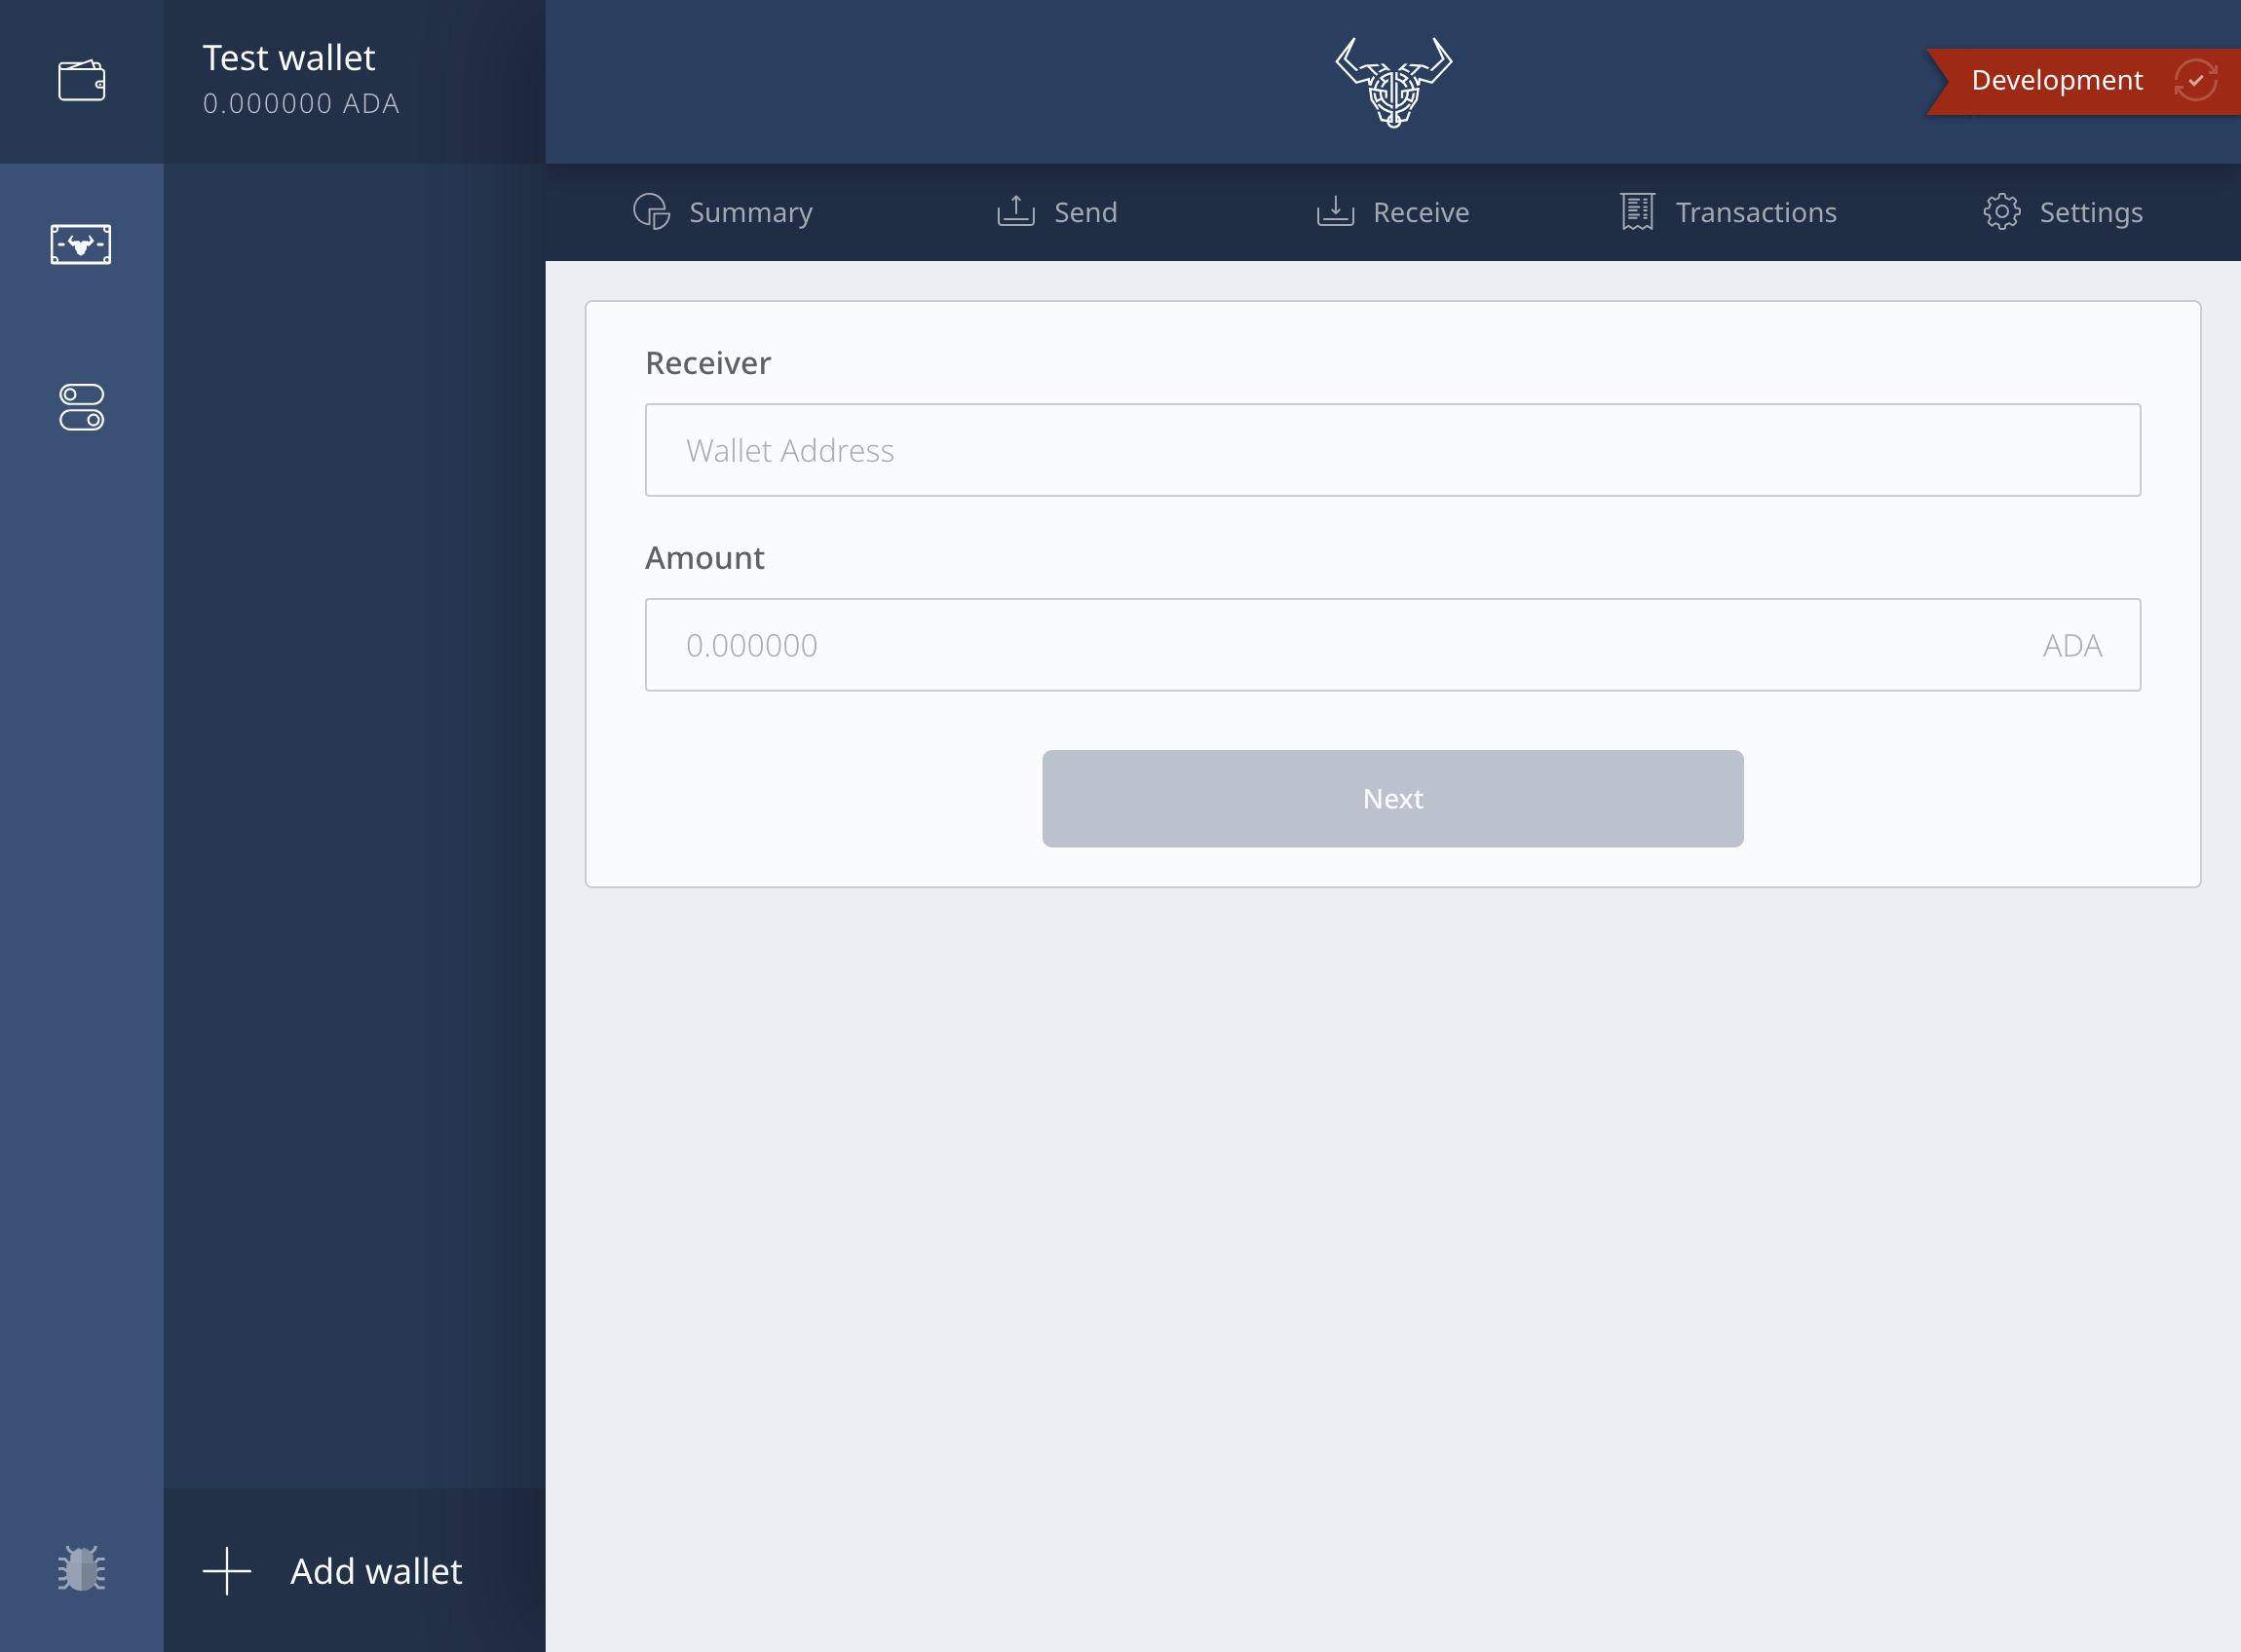 Test wallet
0.000000 ADA
Development
Summary
Send
Receive
Transactions
Settings
Receiver
Wallet Address
Amount
0.000000 ADA
Next
Add wallet